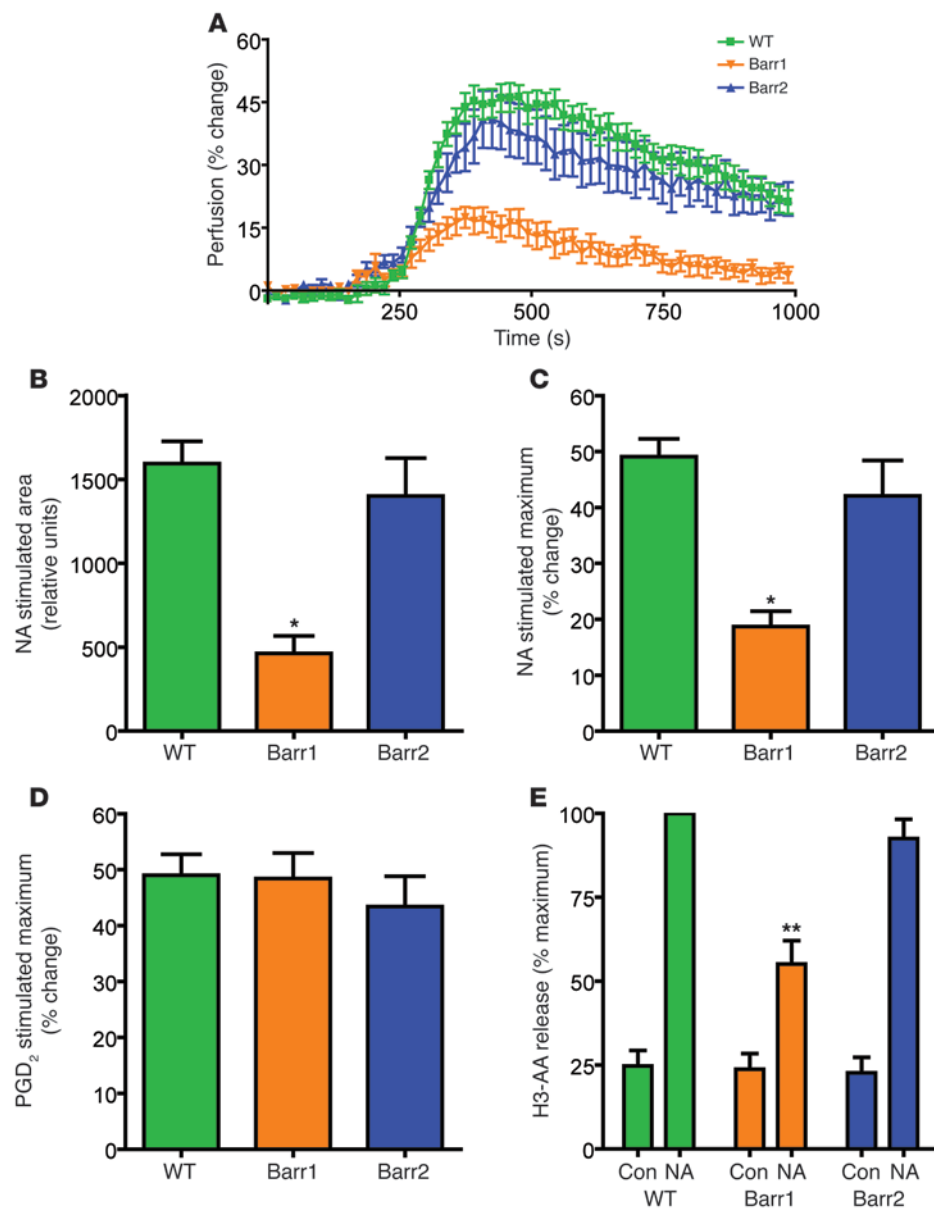 A
Perfusion (% change)
60
45
30
15
0
250
500
750
1000
Time (s)
WT
Barr1
Barr2
B
NA stimulated area
(relative units)
2000
1500
1000
500
0
*
WT
Barr1
Barr2
C
NA stimulated maximum
(% change)
60
50
40
30
20
10
0
*
WT
Barr1
Barr2
D
PGD₂ stimulated maximum
(% change)
60
50
40
30
20
10
0
WT
Barr1
Barr2
E
H3-AA release (% maximum)
100
75
50
25
0
**
Con NA
WT
Con NA
Barr1
Con NA
Barr2